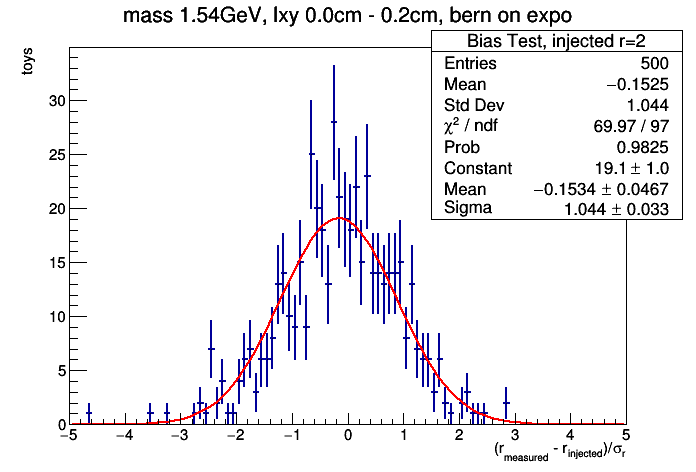 mass 1.54GeV, lxy 0.0cm - 0.2cm, bern on expo
Bias Test, injected r=2
Entries 500
Mean −0.1525
Std Dev 1.044
χ² / ndf 69.97 / 97
Prob 0.9825
Constant 19.1 ± 1.0
Mean −0.1534 ± 0.0467
Sigma 1.044 ± 0.033
toys
30
25
20
15
10
5
0
−5 −4 −3 −2 −1 0 1 2 3 4 5
(r_measured - r_injected)/σ_r